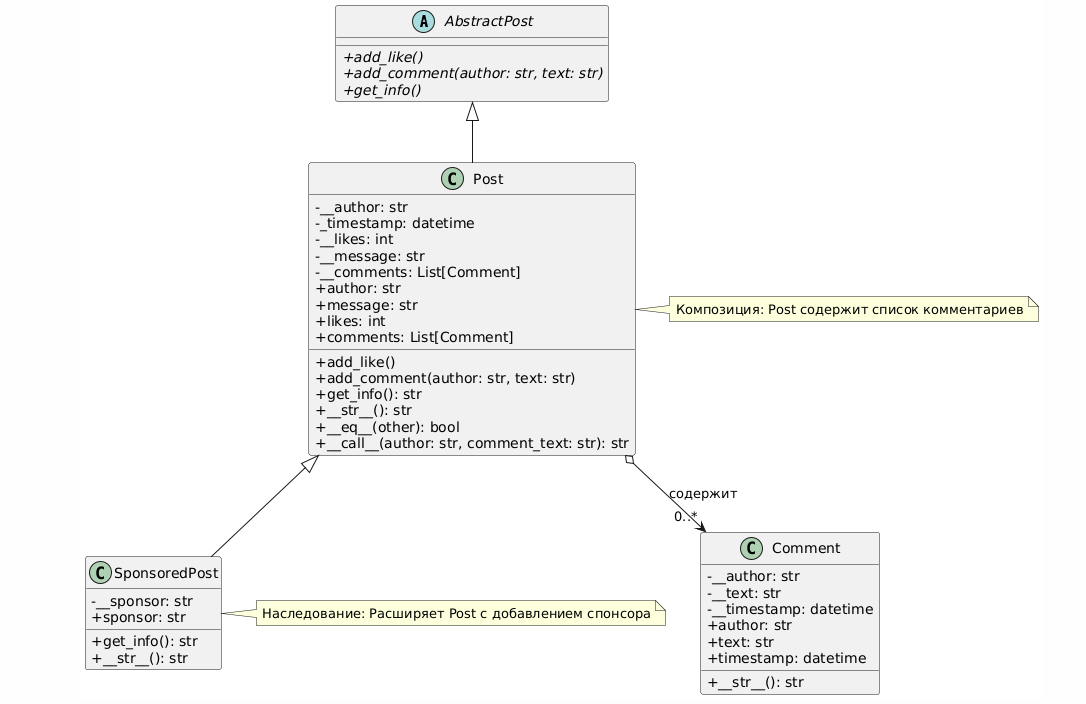 A AbstractPost
+add_like()
+add_comment(author: str, text: str)
+get_info()
C Post
-__author: str
-_timestamp: datetime
-__likes: int
-__message: str
-__comments: List[Comment]
+author: str
+message: str
+likes: int
+comments: List[Comment]
+add_like()
+add_comment(author: str, text: str)
+get_info(): str
+__str__(): str
+__eq__(other): bool
+__call__(author: str, comment_text: str): str
Композиция: Post содержит список комментариев
содержит
0..*
C SponsoredPost
-__sponsor: str
+sponsor: str
+get_info(): str
+__str__(): str
Наследование: Расширяет Post с добавлением спонсора
C Comment
-__author: str
-__text: str
-__timestamp: datetime
+author: str
+text: str
+timestamp: datetime
+__str__(): str